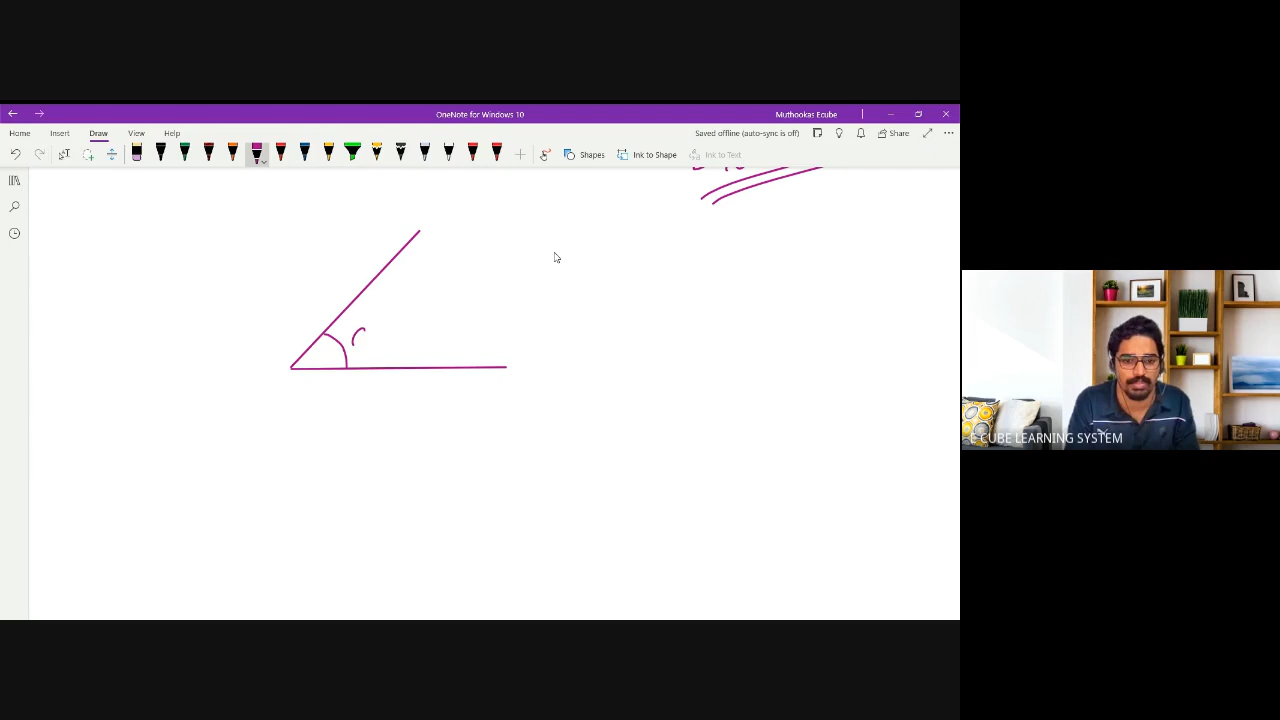 OneNote for Windows 10
Muthookas Ecube
Home Insert Draw View Help
Saved offline (auto-sync is off)
Share
Shapes
Ink to Shape
Ink to Text
C CUBE LEARNING SYSTEM